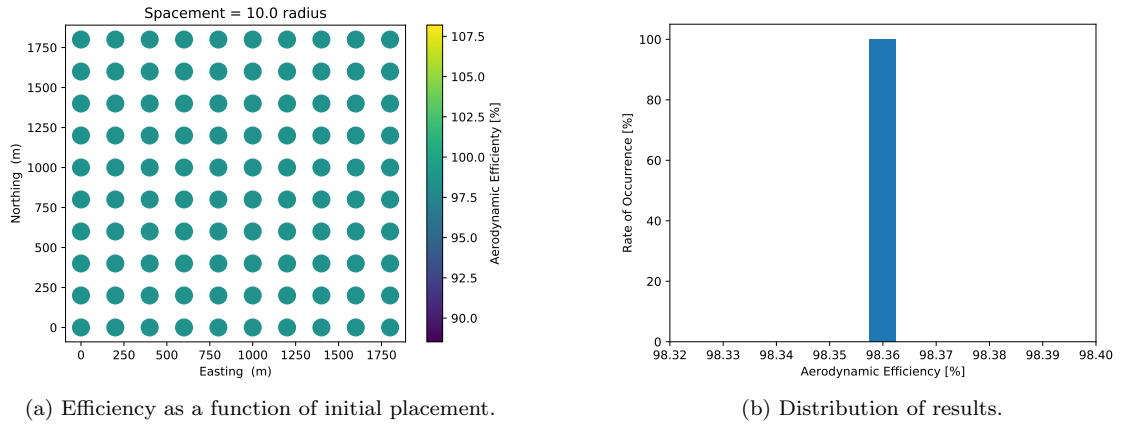 Spacement = 10.0 radius
1750
1500
1250
1000
750
500
250
0
0 250 500 750 1000 1250 1500 1750
Northing (m)
Easting (m)
107.5
105.0
102.5
100.0
97.5
95.0
92.5
90.0
Aerodynamic Efficienty [%]
(a) Efficiency as a function of initial placement.
100
80
60
40
20
0
98.32 98.33 98.34 98.35 98.36 98.37 98.38 98.39 98.40
Rate of Occurrence [%]
Aerodynamic Efficiency [%]
(b) Distribution of results.